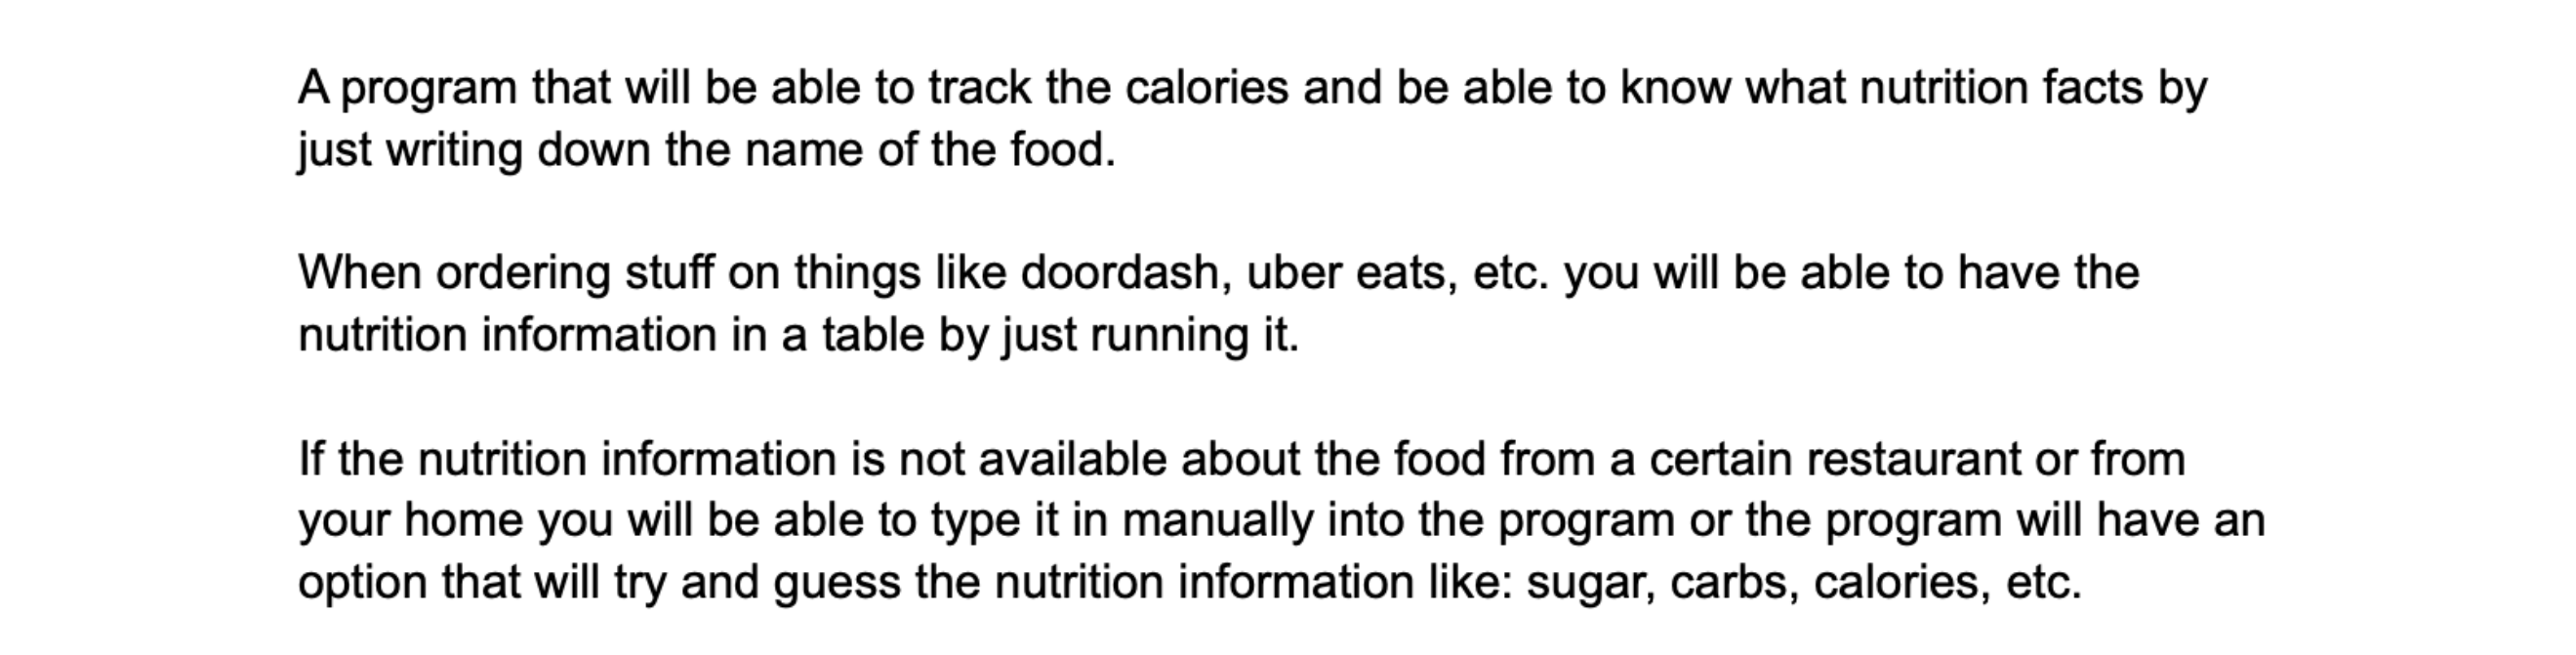 A program that will be able to track the calories and be able to know what nutrition facts by
just writing down the name of the food.
When ordering stuff on things like doordash, uber eats, etc. you will be able to have the
nutrition information in a table by just running it.
If the nutrition information is not available about the food from a certain restaurant or from
your home you will be able to type it in manually into the program or the program will have an
option that will try and guess the nutrition information like: sugar, carbs, calories, etc.